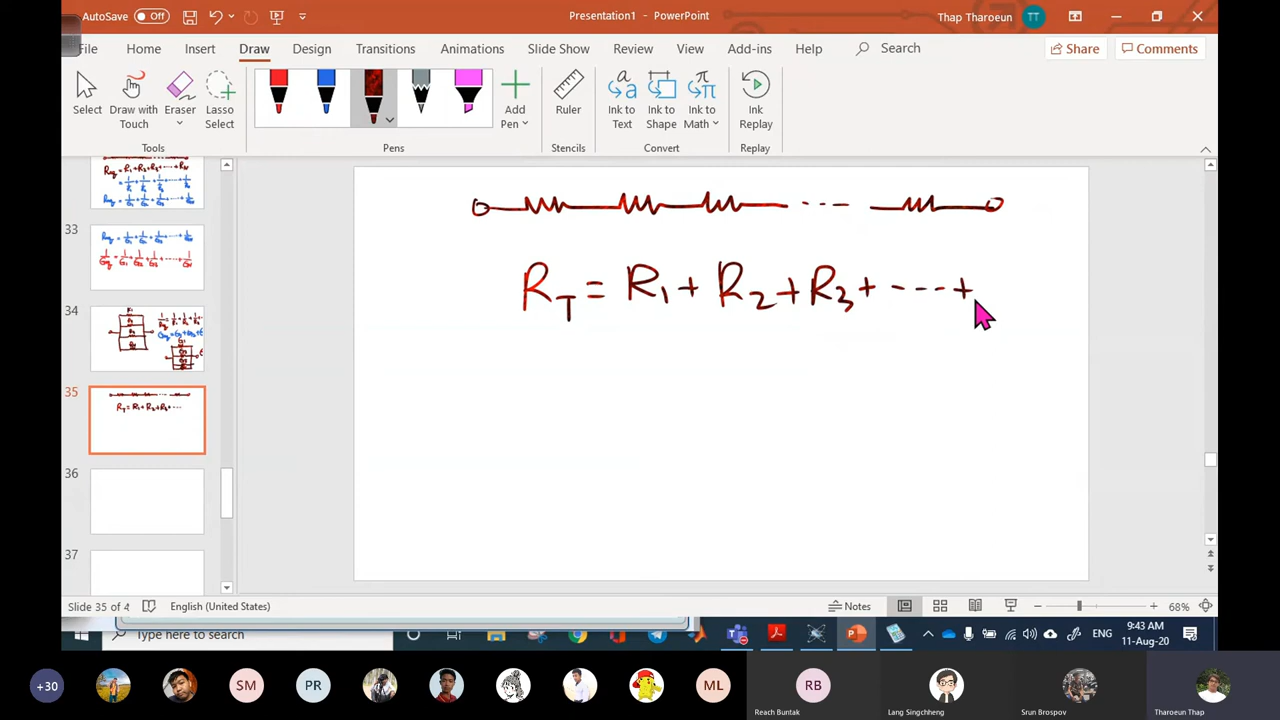 AutoSave Off
Presentation1 - PowerPoint
Thap Tharoeun TT
File Home Insert Draw Design Transitions Animations Slide Show Review View Add-ins Help Search Share Comments
Select Draw with Touch Eraser Lasso Select Add Pen Ruler Ink to Text Ink to Shape Ink to Math Ink Replay
Tools Pens Stencils Convert Replay
33
34
35
36
37
R_T = R_1 + R_2 + R_3 + ---- +
Slide 35 of 4 English (United States) Notes 68%
Type here to search
ENG 9:43 AM
11-Aug-20
+30 SM PR ML RB
Reach Buntak Lang Singchheng Srun Brospov Tharoeun Thap